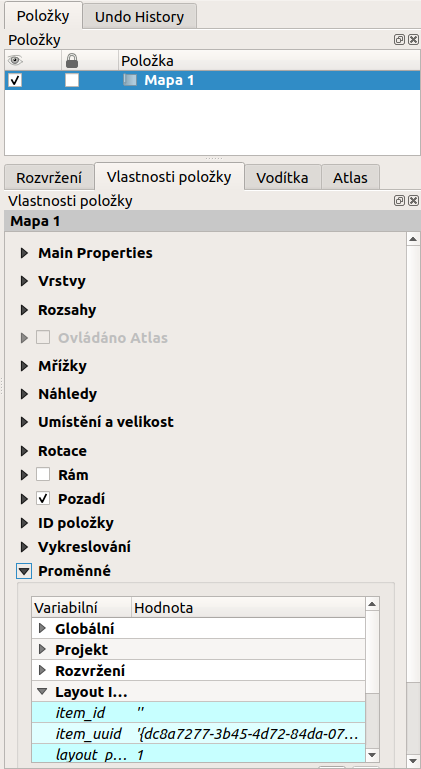 Položky Undo History
Položky
Položka
Mapa 1
Rozvržení Vlastnosti položky Vodítka Atlas
Vlastnosti položky
Mapa 1
Main Properties
Vrstvy
Rozsahy
Ovládáno Atlas
Mřížky
Náhledy
Umístění a velikost
Rotace
Rám
Pozadí
ID položky
Vykreslování
Proměnné
Variabilní Hodnota
Globální
Projekt
Rozvržení
Layout I...
item_id ''
item_uuid '{dc8a7277-3b45-4d72-84da-07...
layout_p... 1